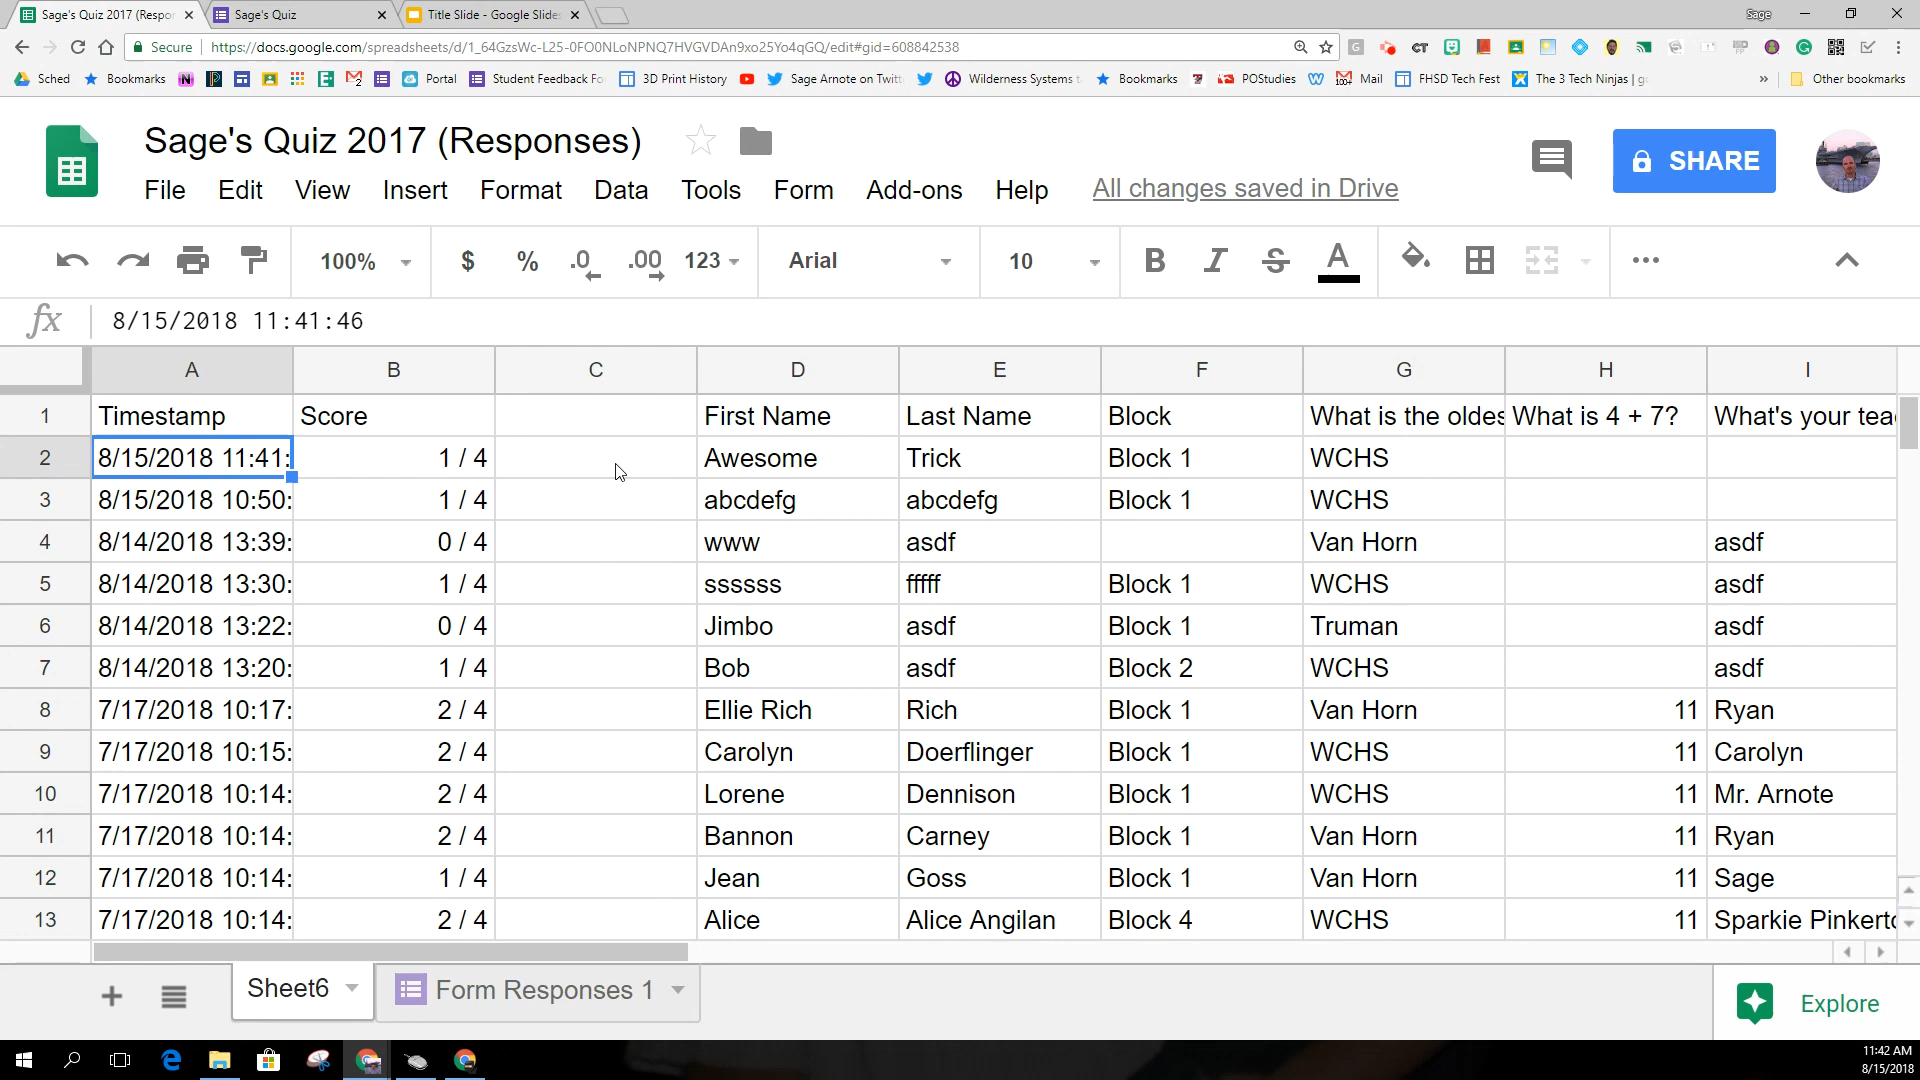 Sage's Quiz 2017 (Respon
Sage's Quiz
Title Slide - Google Slides
Sage
Secure
https://docs.google.com/spreadsheets/d/1_64GzsWc-L25-0FO0NLoNPNQ7HVGVDAn9xo25Yo4qGQ/edit#gid=608842538
Sched Bookmarks Portal Student Feedback Fo 3D Print History Sage Arnote on Twitt Wilderness Systems Bookmarks POStudies Mail FHSD Tech Fest The 3 Tech Ninjas | Other bookmarks
Sage's Quiz 2017 (Responses)
File Edit View Insert Format Data Tools Form Add-ons Help All changes saved in Drive
SHARE
100% $ % .0 .00 123 Arial 10 B I S A
fx 8/15/2018 11:41:46
A B C D E F G H I
1 Timestamp Score First Name Last Name Block What is the oldes What is 4 + 7? What's your tea
2 8/15/2018 11:41: 1 / 4 Awesome Trick Block 1 WCHS
3 8/15/2018 10:50: 1 / 4 abcdefg abcdefg Block 1 WCHS
4 8/14/2018 13:39: 0 / 4 www asdf Van Horn asdf
5 8/14/2018 13:30: 1 / 4 ssssss fffff Block 1 WCHS asdf
6 8/14/2018 13:22: 0 / 4 Jimbo asdf Block 1 Truman asdf
7 8/14/2018 13:20: 1 / 4 Bob asdf Block 2 WCHS asdf
8 7/17/2018 10:17: 2 / 4 Ellie Rich Rich Block 1 Van Horn 11 Ryan
9 7/17/2018 10:15: 2 / 4 Carolyn Doerflinger Block 1 WCHS 11 Carolyn
10 7/17/2018 10:14: 2 / 4 Lorene Dennison Block 1 WCHS 11 Mr. Arnote
11 7/17/2018 10:14: 2 / 4 Bannon Carney Block 1 Van Horn 11 Ryan
12 7/17/2018 10:14: 1 / 4 Jean Goss Block 1 Van Horn 11 Sage
13 7/17/2018 10:14: 2 / 4 Alice Alice Angilan Block 4 WCHS 11 Sparkie Pinkerto
Sheet6 Form Responses 1 Explore
11:42 AM
8/15/2018